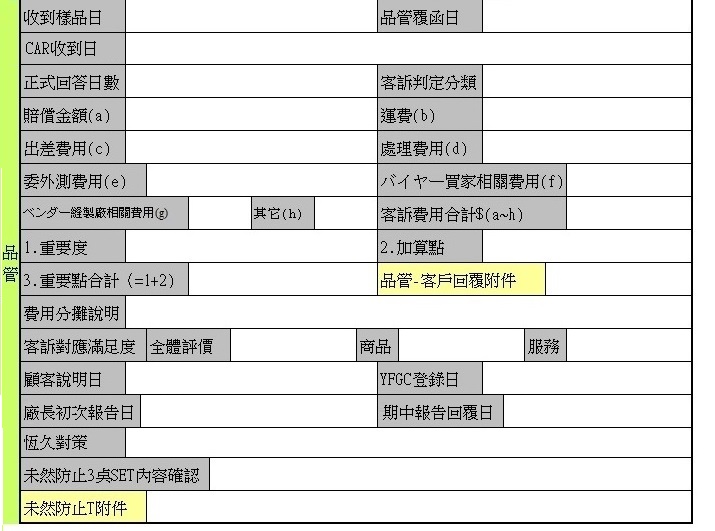 收到樣品日 品管覆函日
CAR收到日
正式回答日數 客訴判定分類
賠償金額(a) 運費(b)
出差費用(c) 處理費用(d)
委外測費用(e) バイヤー買家相關費用(f)
ベンダー縫製廠相關費用(g) 其它(h) 客訴費用合計$(a~h)
品管
1.重要度 2.加算點
3.重要點合計（=1+2) 品管-客戶回覆附件
費用分攤說明
客訴對應滿足度 全體評價 商品 服務
顧客說明日 YFGC登錄日
廠長初次報告日 期中報告回覆日
恆久對策
未然防止3点SET內容確認
未然防止T附件